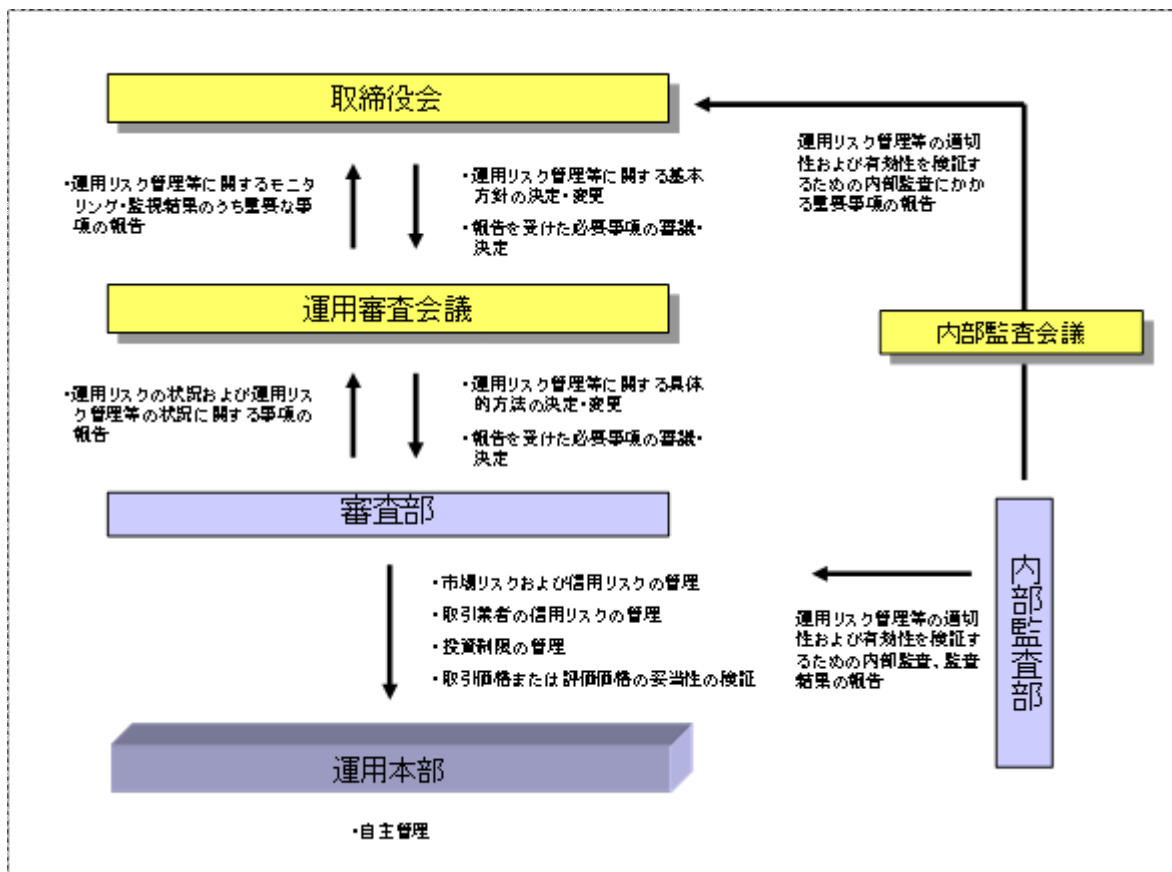 取締役会
運用リスク管理等の適切
性および有効性を検証す
るための内部監査にかか
る重要事項の報告
・運用リスク管理等に関するモニタ
リング・監視結果のうち重要な事
項の報告
・運用リスク管理等に関する基本
方針の決定・変更
・報告を受けた必要事項の審議・
決定
運用審査会議
内部監査会議
・運用リスクの状況および運用リス
ク管理等の状況に関する事項の
報告
・運用リスク管理等に関する具体
的方法の決定・変更
・報告を受けた必要事項の審議・
決定
審査部
・市場リスクおよび信用リスクの管理
・取引業者の信用リスクの管理
・投資制限の管理
・取引価格または評価価格の妥当性の検証
運用リスク管理等の適切
性および有効性を検証す
るための内部監査、監査
結果の報告
内部監査部
運用本部
・自主管理